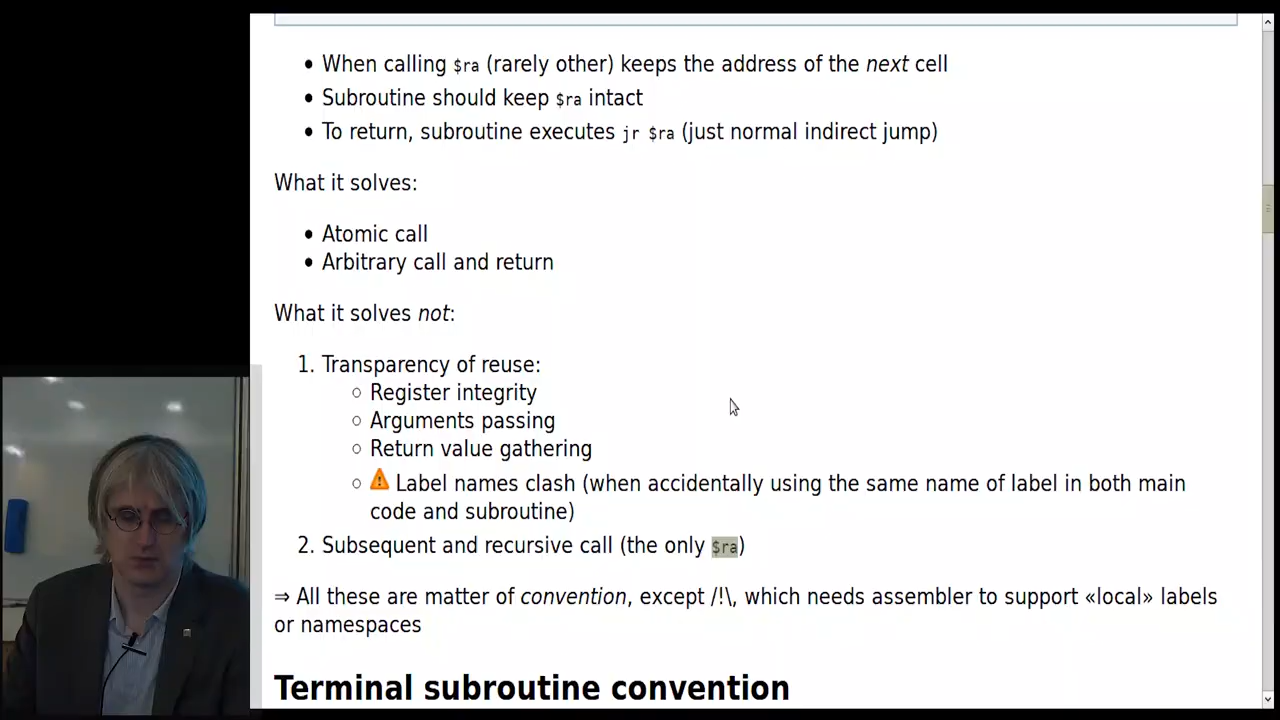 • When calling $ra (rarely other) keeps the address of the next cell
• Subroutine should keep $ra intact
• To return, subroutine executes jr $ra (just normal indirect jump)
What it solves:
• Atomic call
• Arbitrary call and return
What it solves not:
1. Transparency of reuse:
○ Register integrity
○ Arguments passing
○ Return value gathering
○ ⚠ Label names clash (when accidentally using the same name of label in both main
code and subroutine)
2. Subsequent and recursive call (the only $ra)
⇒ All these are matter of convention, except /!\, which needs assembler to support «local» labels
or namespaces
Terminal subroutine convention